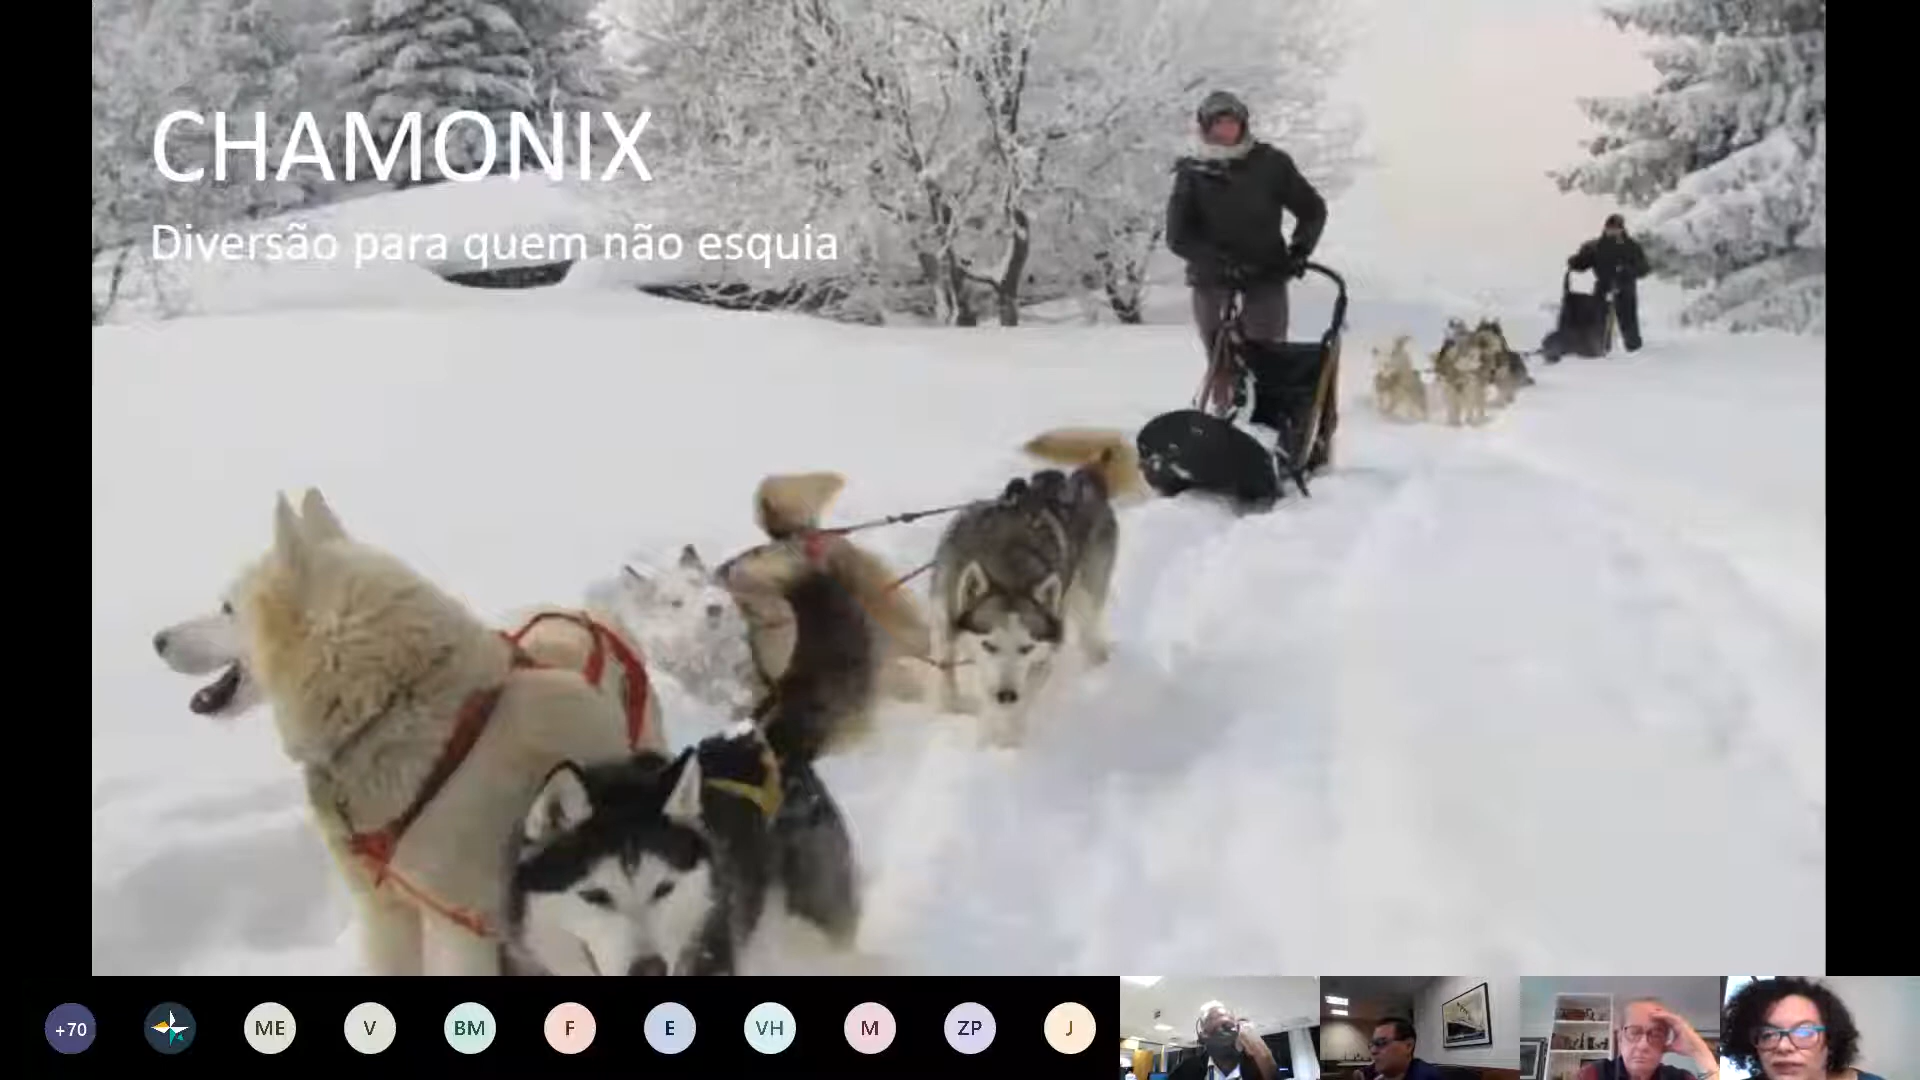 CHAMONIX
Diversão para quem não esquia
+70
ME
V
BM
F
E
VH
M
ZP
J